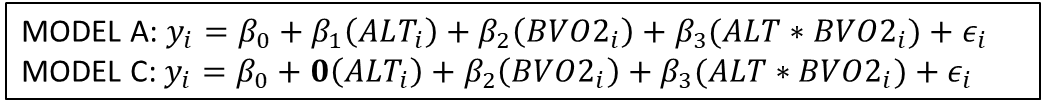 MODEL A: yᵢ = β₀ + β₁(ALTᵢ) + β₂(BVO2ᵢ) + β₃(ALT ∗ BVO2ᵢ) + ϵᵢ
MODEL C: yᵢ = β₀ + 0(ALTᵢ) + β₂(BVO2ᵢ) + β₃(ALT ∗ BVO2ᵢ) + ϵᵢ